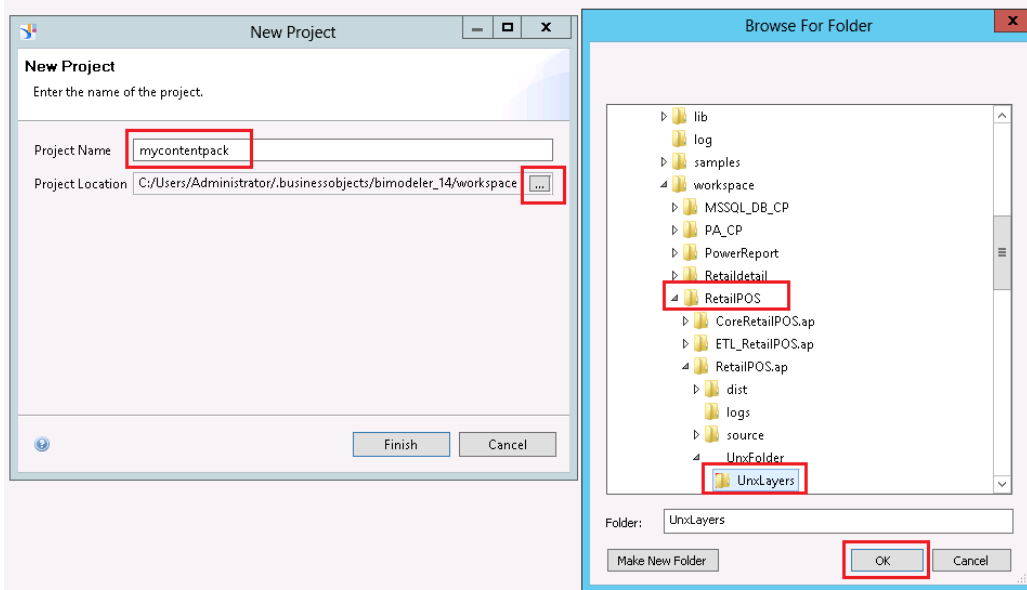 New Project
New Project
Enter the name of the project.
Project Name mycontentpack
Project Location C:/Users/Administrator/.businessobjects/bimodeler_14/workspace ...
Finish Cancel
Browse For Folder
lib
log
samples
workspace
MSSQL_DB_CP
PA_CP
PowerReport
Retaildetail
RetailPOS
CoreRetailPOS.ap
ETL_RetailPOS.ap
RetailPOS.ap
dist
logs
source
UnxFolder
UnxLayers
Folder: UnxLayers
Make New Folder OK Cancel